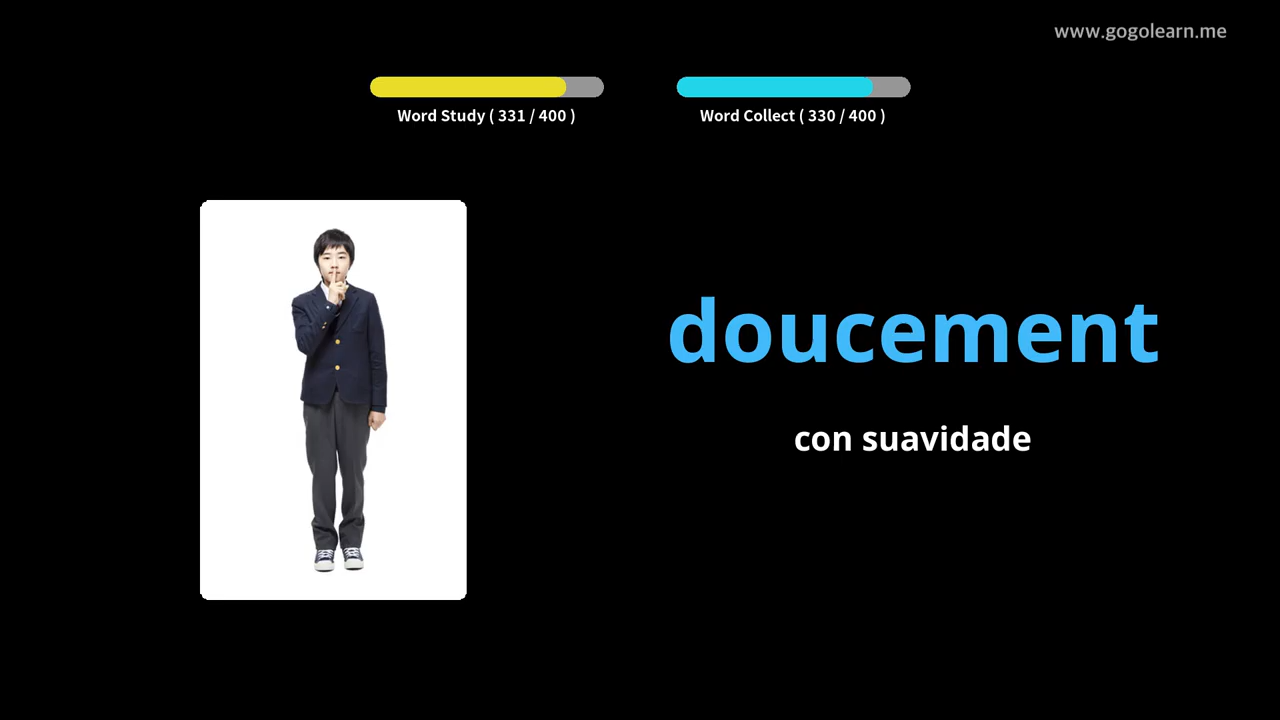 www.gogolearn.me
Word Study ( 331 / 400 )
Word Collect ( 330 / 400 )
doucement
con suavidade